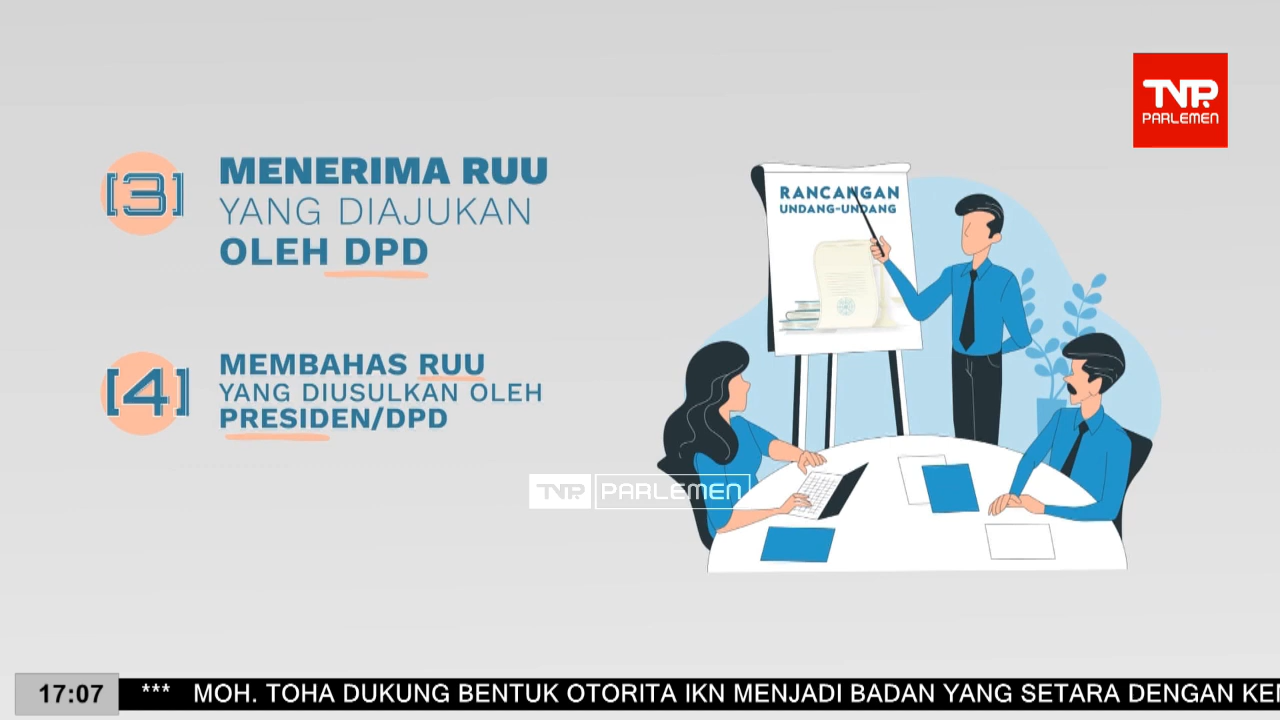 TVR
PARLEMEN
[3]
MENERIMA RUU
YANG DIAJUKAN
OLEH DPD
[4]
MEMBAHAS RUU
YANG DIUSULKAN OLEH
PRESIDEN/DPD
RANCANGAN
UNDANG-UNDANG
TVR PARLEMEN
17:07 *** MOH. TOHA DUKUNG BENTUK OTORITA IKN MENJADI BADAN YANG SETARA DENGAN